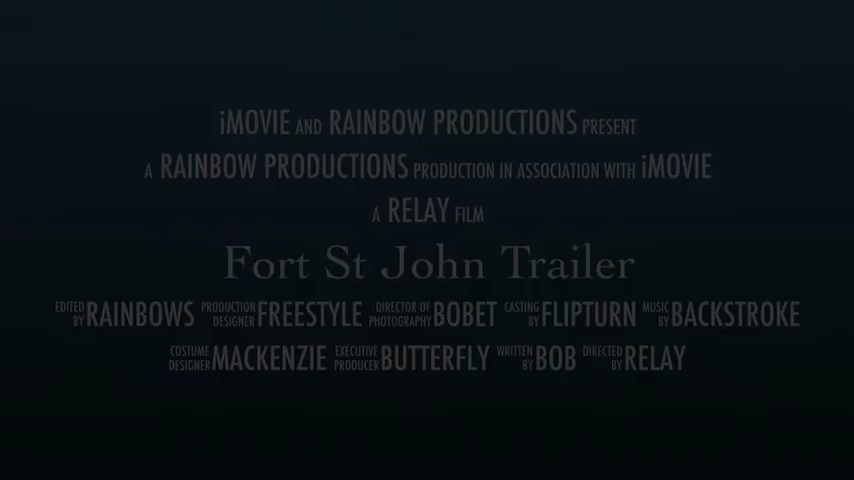 iMOVIE AND RAINBOW PRODUCTIONS PRESENT
A RAINBOW PRODUCTIONS PRODUCTION IN ASSOCIATION WITH iMOVIE
A RELAY FILM
Fort St John Trailer
EDITED BY RAINBOWS PRODUCTION DESIGNER FREESTYLE DIRECTOR OF PHOTOGRAPHY BOBET CASTING BY FLIPTURN MUSIC BY BACKSTROKE
COSTUME DESIGNER MACKENZIE EXECUTIVE PRODUCER BUTTERFLY WRITTEN BY BOB DIRECTED BY RELAY